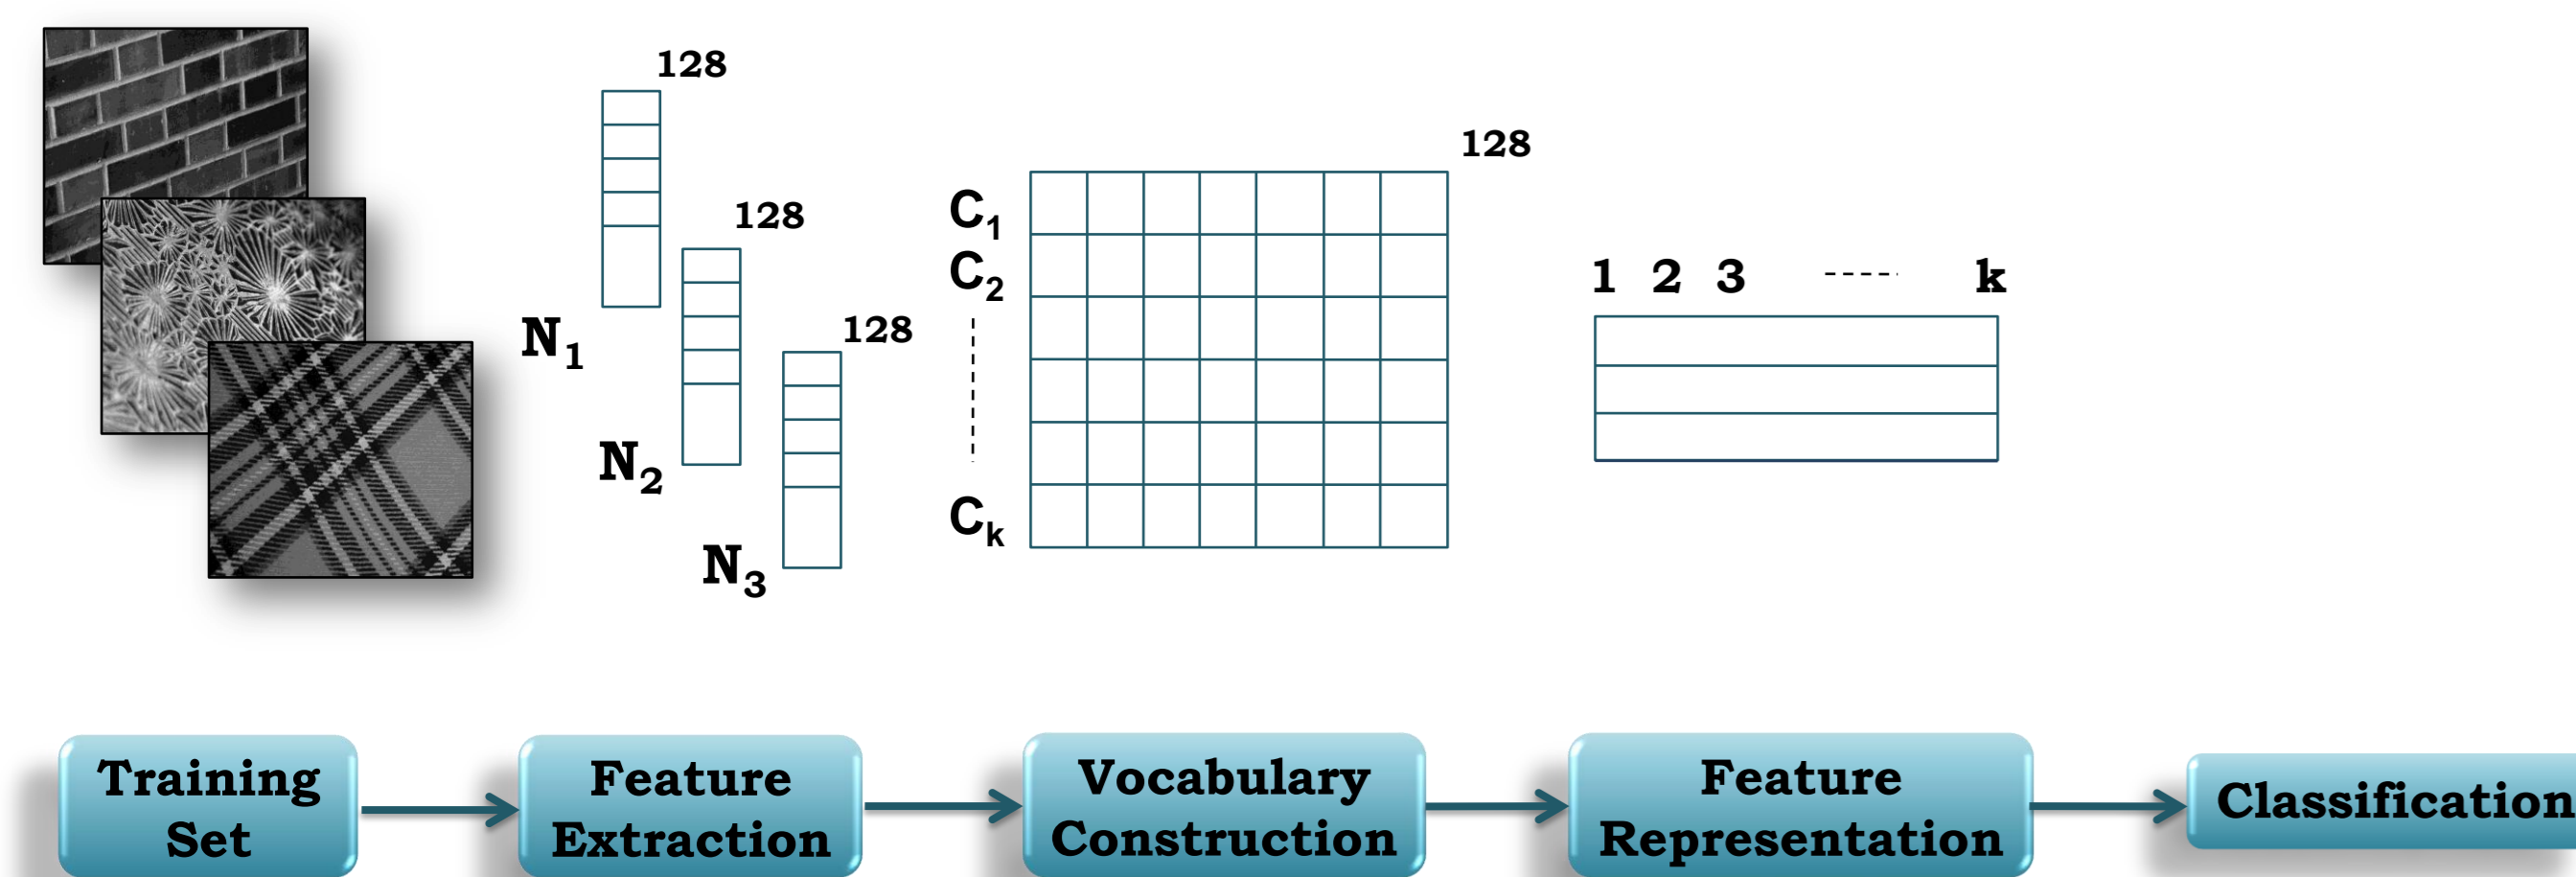 128
128
128
N₁
N₂
N₃
128
C₁
C₂
Cₖ
1 2 3 ----- k
Training
Set
Feature
Extraction
Vocabulary
Construction
Feature
Representation
Classification